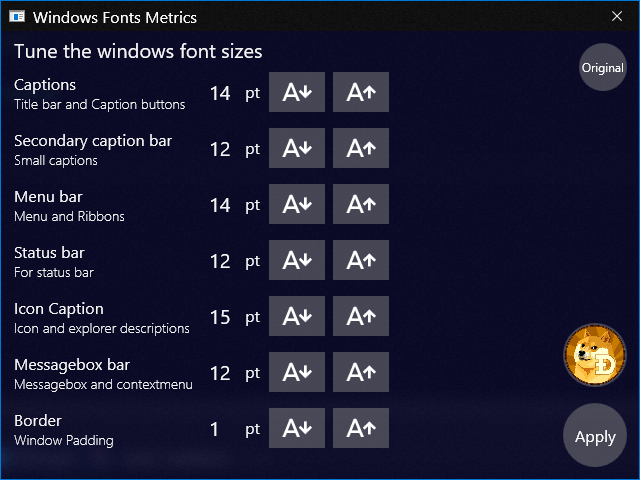 Windows Fonts Metrics
Tune the windows font sizes
Original
Captions
Title bar and Caption buttons
14 pt A A
Secondary caption bar
Small captions
12 pt A A
Menu bar
Menu and Ribbons
14 pt A A
Status bar
For status bar
12 pt A A
Icon Caption
Icon and explorer descriptions
15 pt A A
Messagebox bar
Messagebox and contextmenu
12 pt A A
Border
Window Padding
1 pt A A
Apply